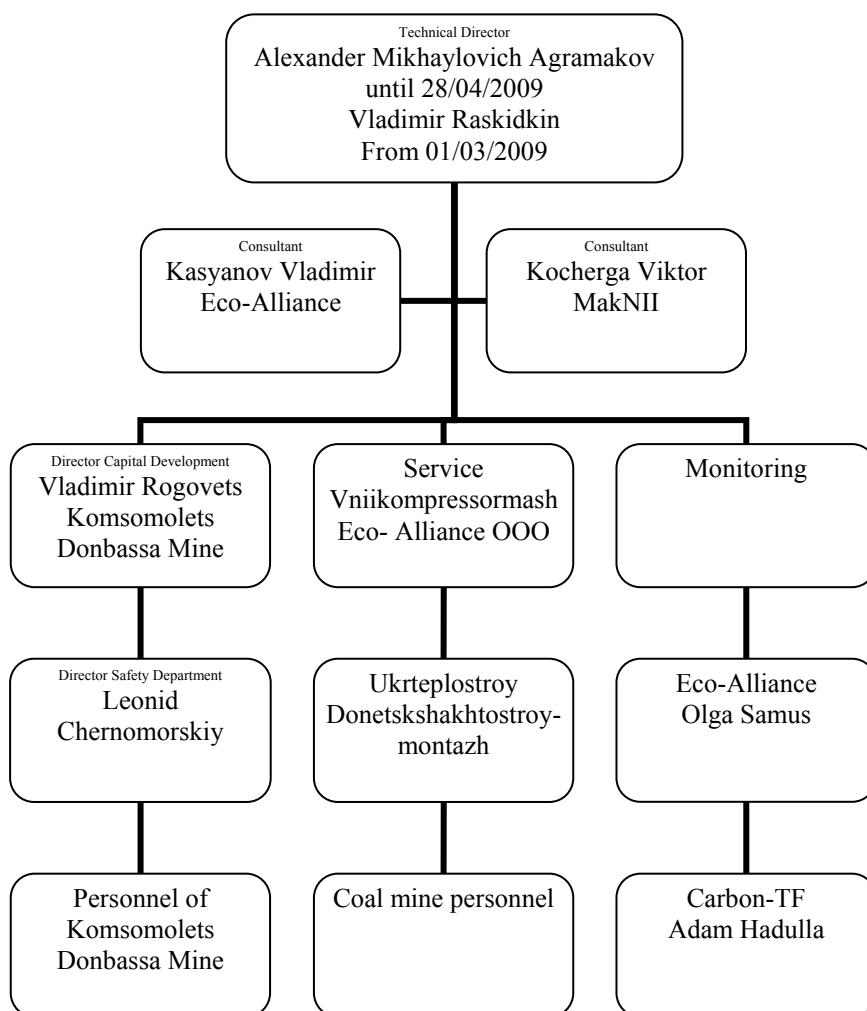 Technical Director
Alexander Mikhaylovich Agramakov
until 28/04/2009
Vladimir Raskidkin
From 01/03/2009
Consultant
Kasyanov Vladimir
Eco-Alliance
Consultant
Kocherga Viktor
MakNII
Director Capital Development
Vladimir Rogovets
Komsomolets
Donbassa Mine
Service
Vniikompressormash
Eco- Alliance OOO
Monitoring
Director Safety Department
Leonid
Chernomorskiy
Ukrteplostroy
Donetskshakhtostroy-
montazh
Eco-Alliance
Olga Samus
Personnel of
Komsomolets
Donbassa Mine
Coal mine personnel
Carbon-TF
Adam Hadulla